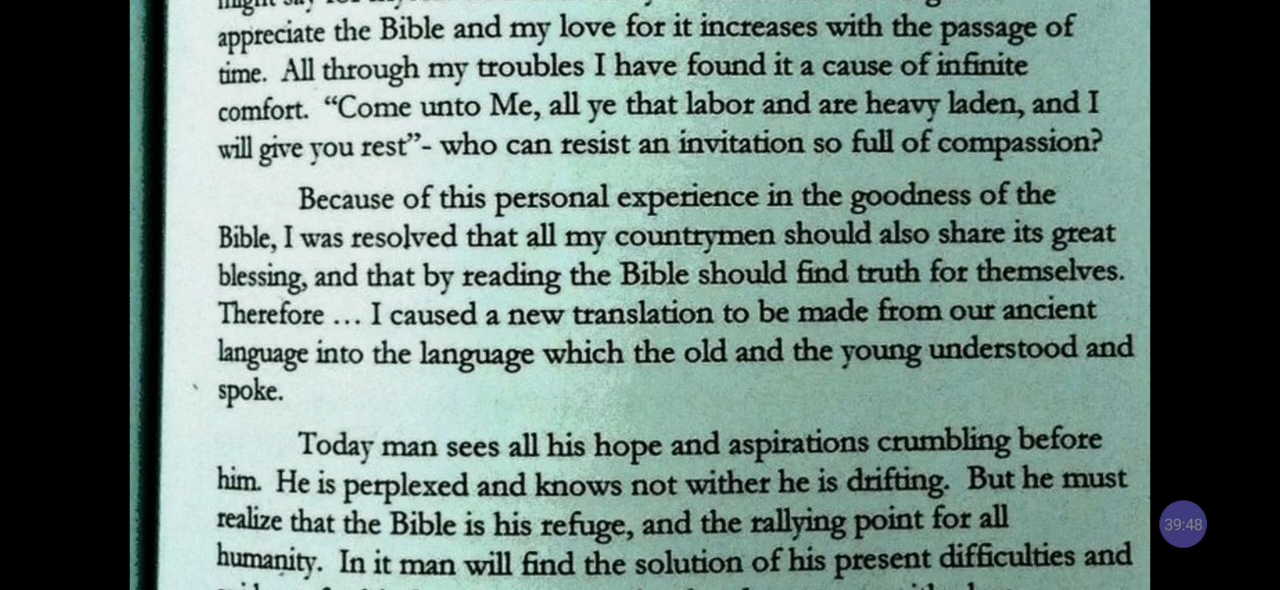 appreciate the Bible and my love for it increases with the passage of
time. All through my troubles I have found it a cause of infinite
comfort. “Come unto Me, all ye that labor and are heavy laden, and I
will give you rest”- who can resist an invitation so full of compassion?
Because of this personal experience in the goodness of the
Bible, I was resolved that all my countrymen should also share its great
blessing, and that by reading the Bible should find truth for themselves.
Therefore ... I caused a new translation to be made from our ancient
language into the language which the old and the young understood and
spoke.
Today man sees all his hope and aspirations crumbling before
him. He is perplexed and knows not wither he is drifting. But he must
realize that the Bible is his refuge, and the rallying point for all
humanity. In it man will find the solution of his present difficulties and
39:48